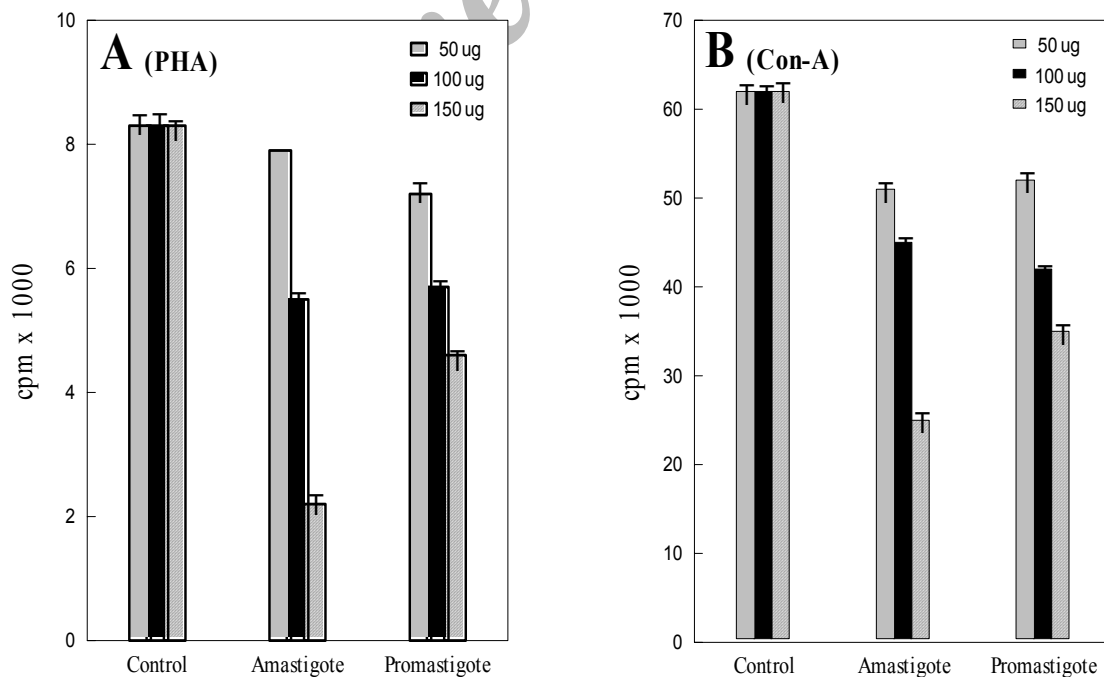 A (PHA)
50 ug
100 ug
150 ug
10
8
6
4
2
0
cpm x 1000
Control Amastigote Promastigote
B (Con-A)
50 ug
100 ug
150 ug
70
60
50
40
30
20
10
0
cpm x 1000
Control Amastigote Promastigote